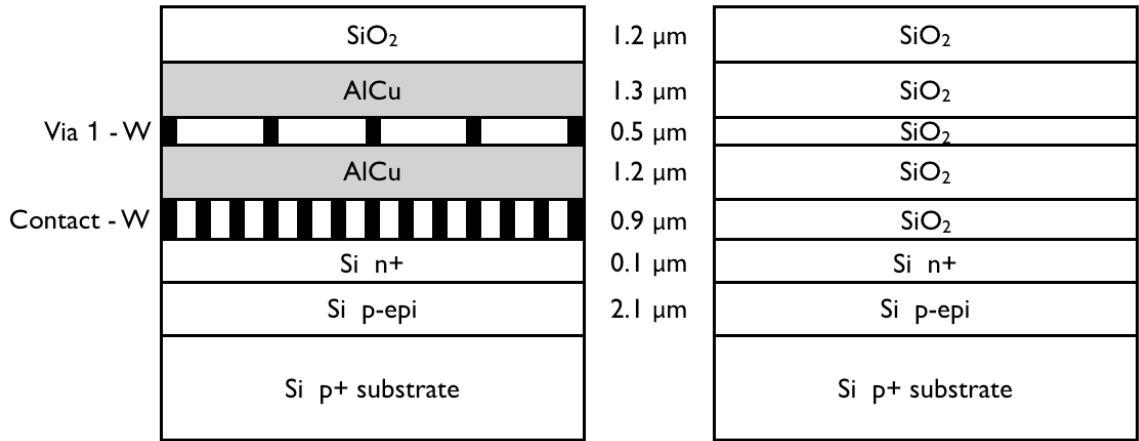 SiO₂ 1.2 µm SiO₂
AlCu 1.3 µm SiO₂
Via 1 - W 0.5 µm SiO₂
AlCu 1.2 µm SiO₂
Contact - W 0.9 µm SiO₂
Si n+ 0.1 µm Si n+
Si p-epi 2.1 µm Si p-epi
Si p+ substrate Si p+ substrate